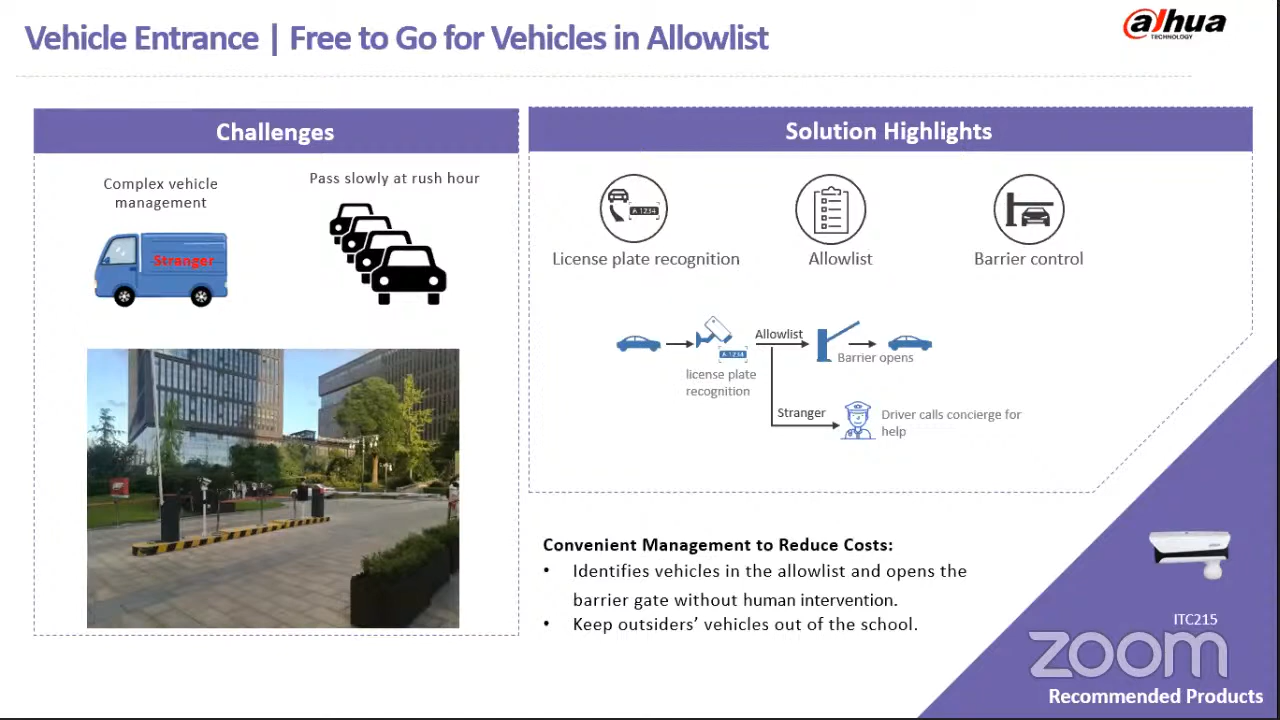 Vehicle Entrance | Free to Go for Vehicles in Allowlist
alhua
TECHNOLOGY
Challenges
Complex vehicle
management
Pass slowly at rush hour
Stranger
Solution Highlights
A 1234
License plate recognition
Allowlist
Barrier control
Allowlist
A 1234
license plate
recognition
Barrier opens
Stranger
Driver calls concierge for
help
Convenient Management to Reduce Costs:
• Identifies vehicles in the allowlist and opens the
barrier gate without human intervention.
• Keep outsiders’ vehicles out of the school.
ITC215
zoom
Recommended Products